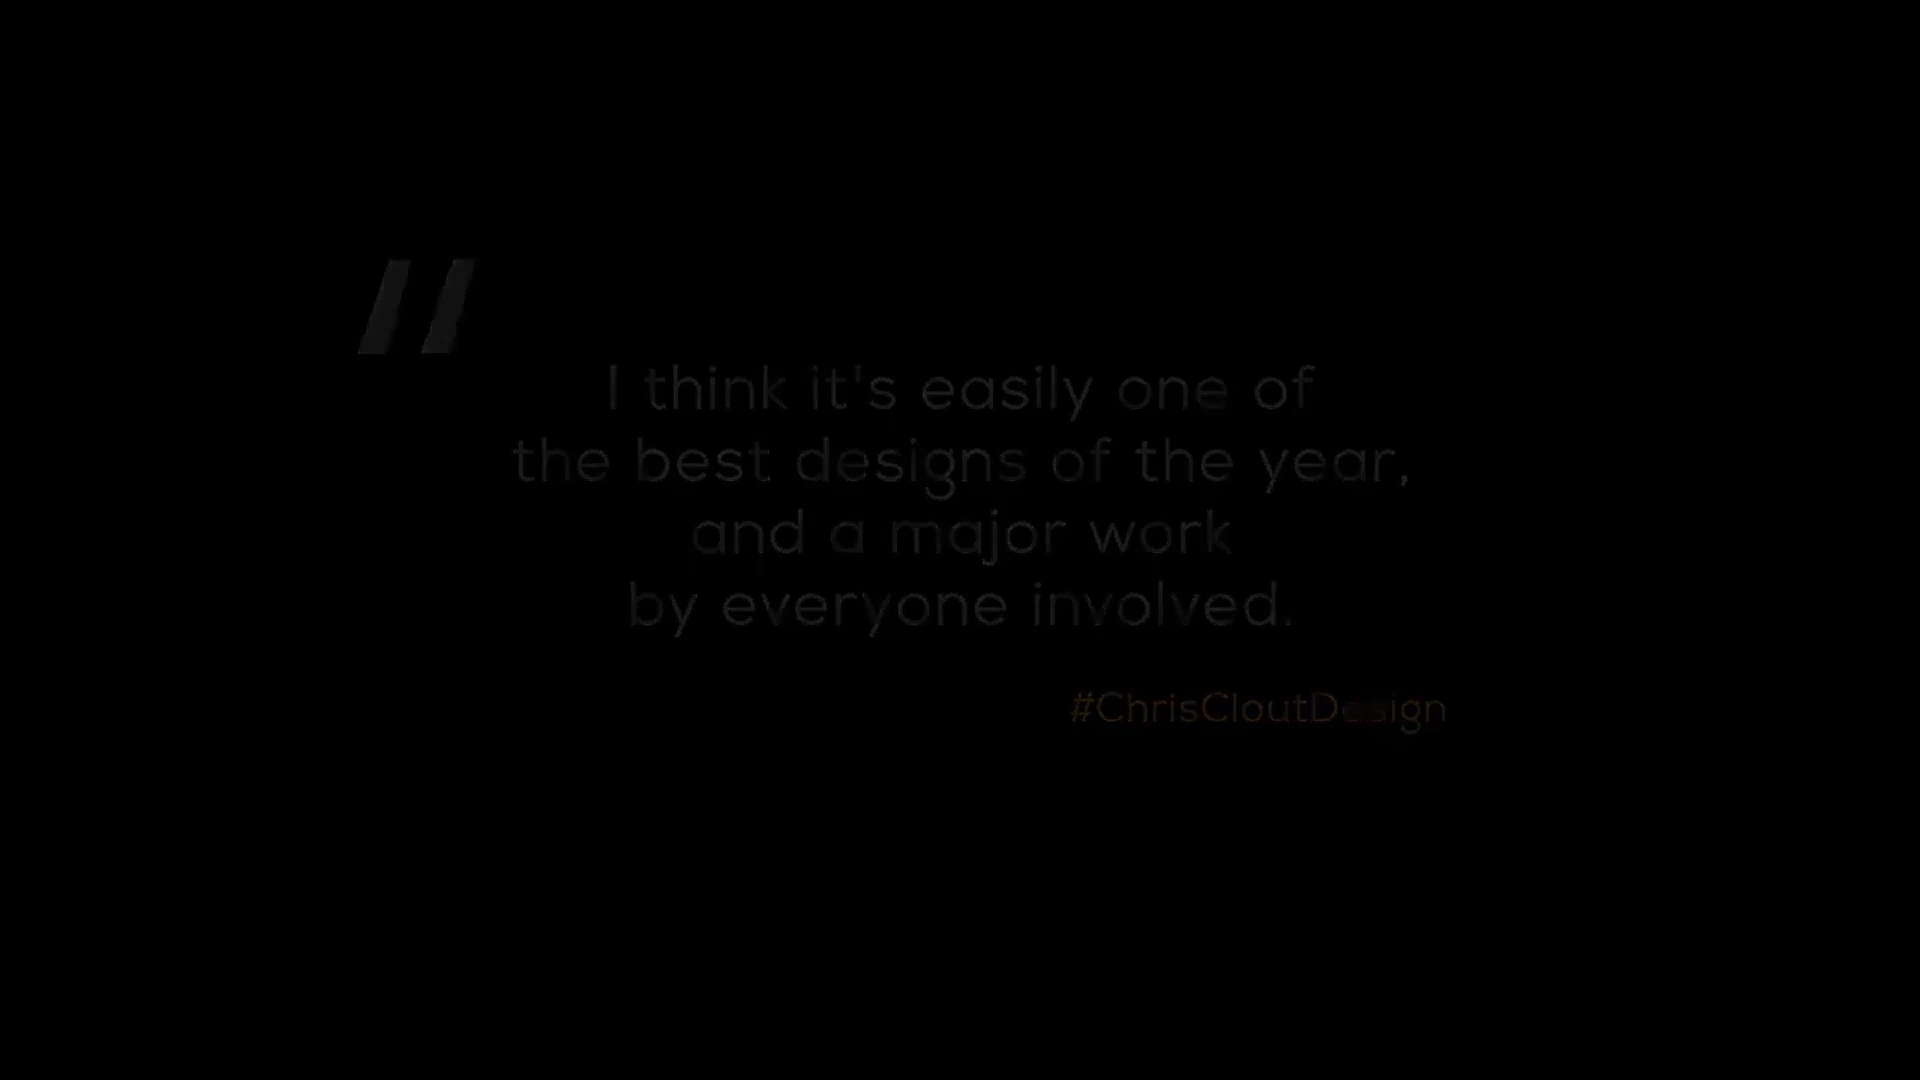 "
I think it's easily one of
the best designs of the year,
and a major work
by everyone involved.
#ChrisCloutDesign